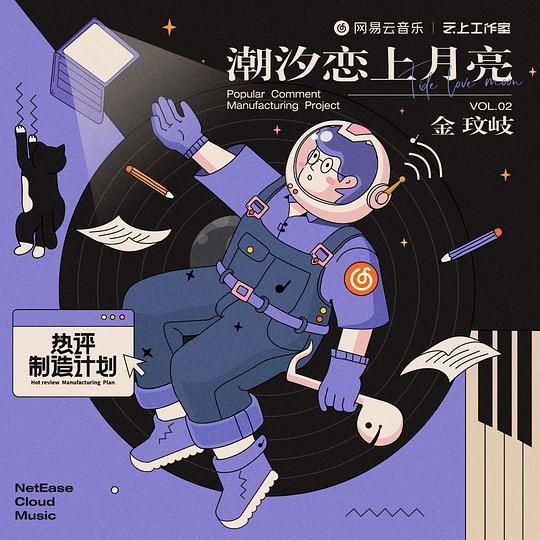 网易云音乐 | 云上工作室
潮汐恋上月亮
Tide love moon
Popular Comment
Manufacturing Project
VOL.02
金玟岐
热评
制造计划
Hot review Manufacturing Plan
NetEase
Cloud
Music